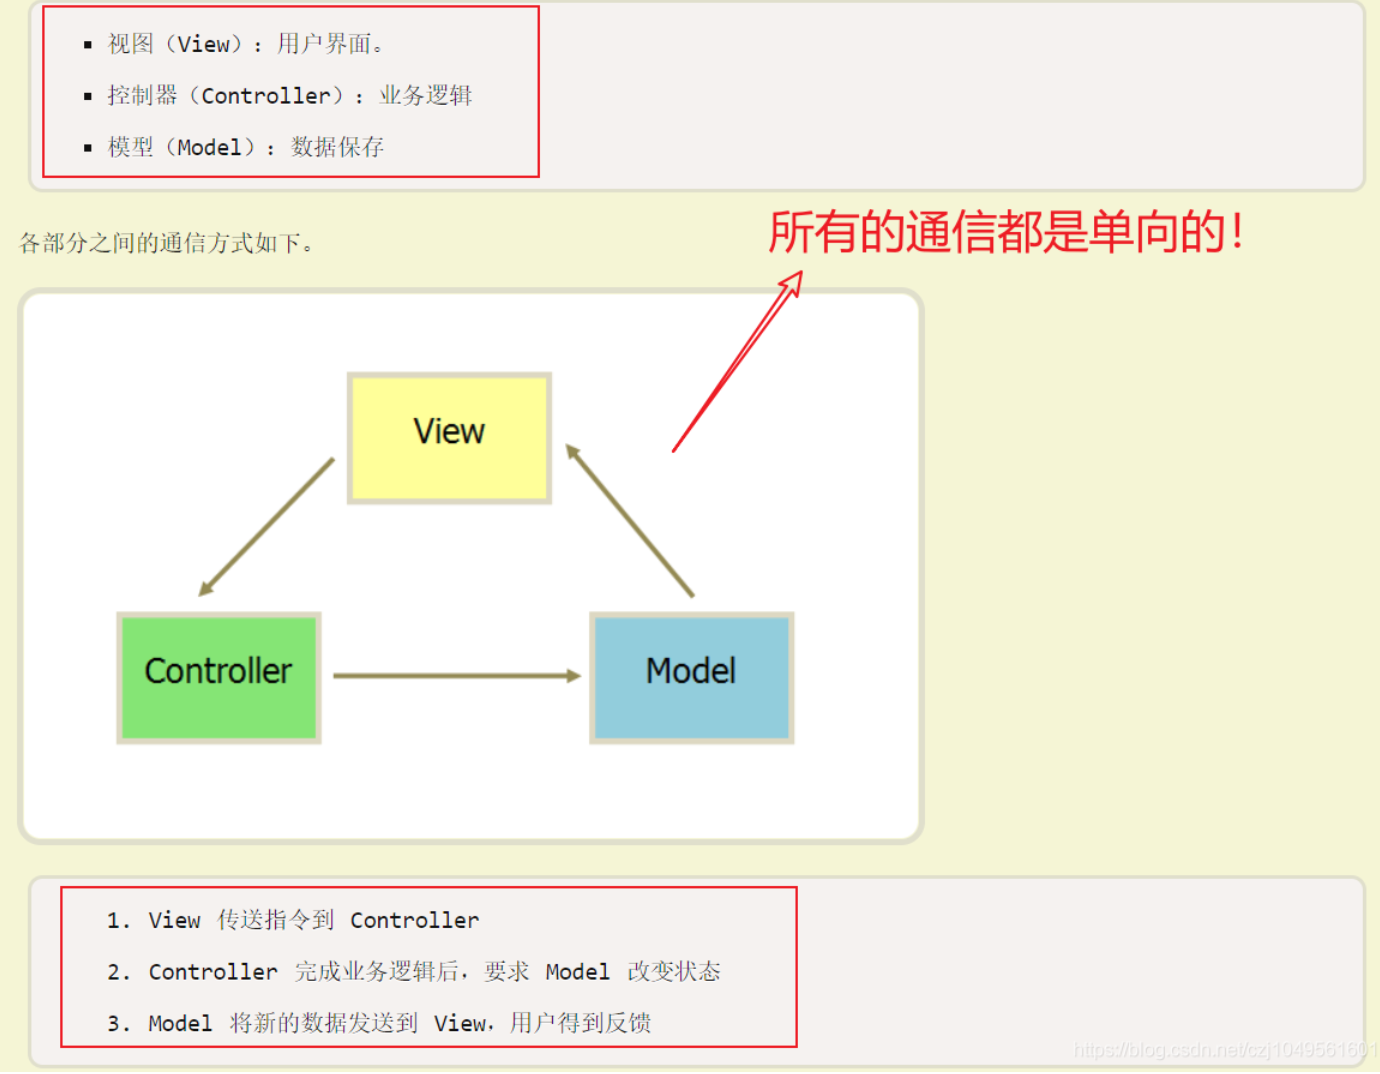 ▪ 视图（View）：用户界面。
▪ 控制器（Controller）：业务逻辑
▪ 模型（Model）：数据保存
所有的通信都是单向的！
各部分之间的通信方式如下。
View
Controller
Model
1. View 传送指令到 Controller
2. Controller 完成业务逻辑后，要求 Model 改变状态
3. Model 将新的数据发送到 View，用户得到反馈
https://blog.csdn.net/czj1049561601